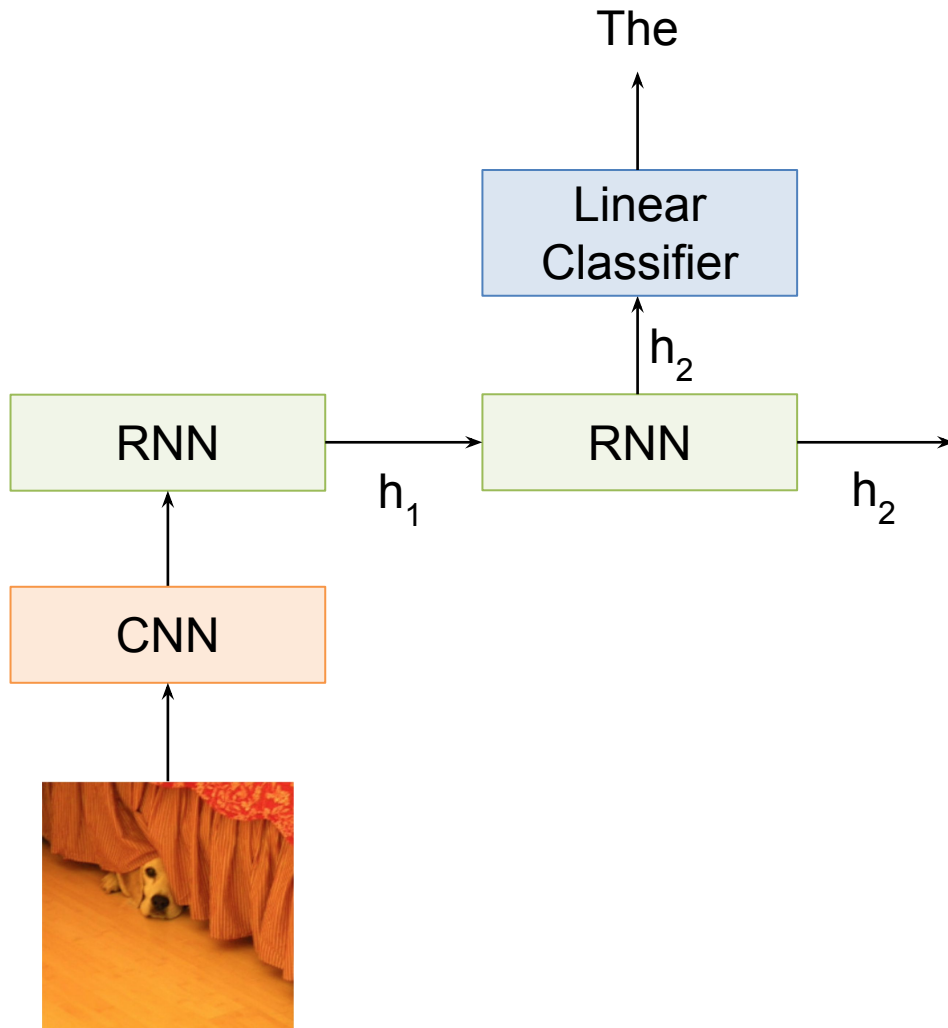 The
Linear
Classifier
h₂
RNN
RNN
h₁
h₂
CNN